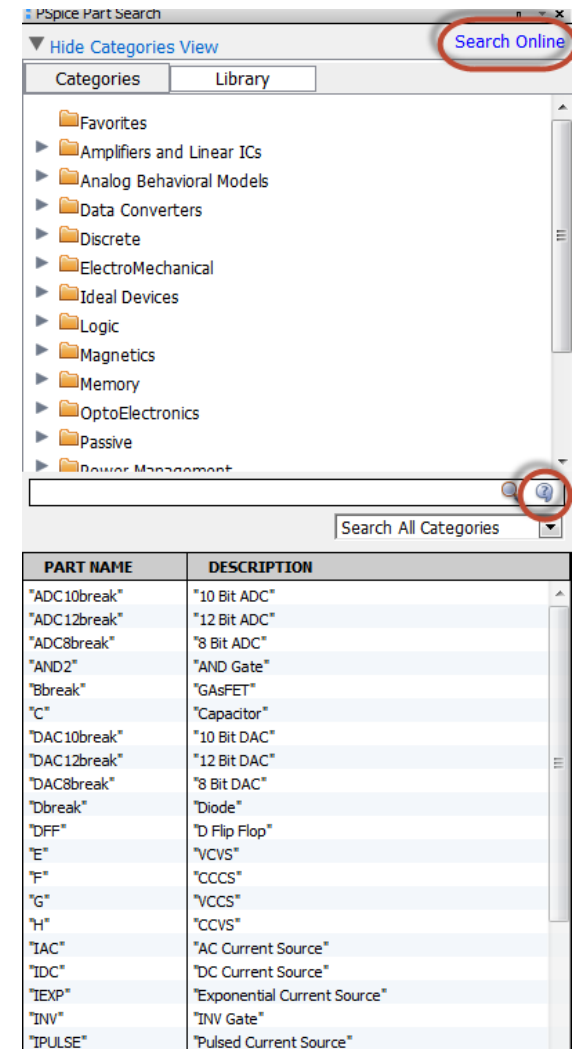 PSpice Part Search
Hide Categories View Search Online
Categories Library
Favorites
Amplifiers and Linear ICs
Analog Behavioral Models
Data Converters
Discrete
ElectroMechanical
Ideal Devices
Logic
Magnetics
Memory
OptoElectronics
Passive
Power Management
Search All Categories
PART NAME DESCRIPTION
"ADC10break" "10 Bit ADC"
"ADC12break" "12 Bit ADC"
"ADC8break" "8 Bit ADC"
"AND2" "AND Gate"
"Bbreak" "GAsFET"
"C" "Capacitor"
"DAC10break" "10 Bit DAC"
"DAC12break" "12 Bit DAC"
"DAC8break" "8 Bit DAC"
"Dbreak" "Diode"
"DFF" "D Flip Flop"
"E" "VCVS"
"F" "CCCS"
"G" "VCCS"
"H" "CCVS"
"IAC" "AC Current Source"
"IDC" "DC Current Source"
"IEXP" "Exponential Current Source"
"INV" "INV Gate"
"IPULSE" "Pulsed Current Source"